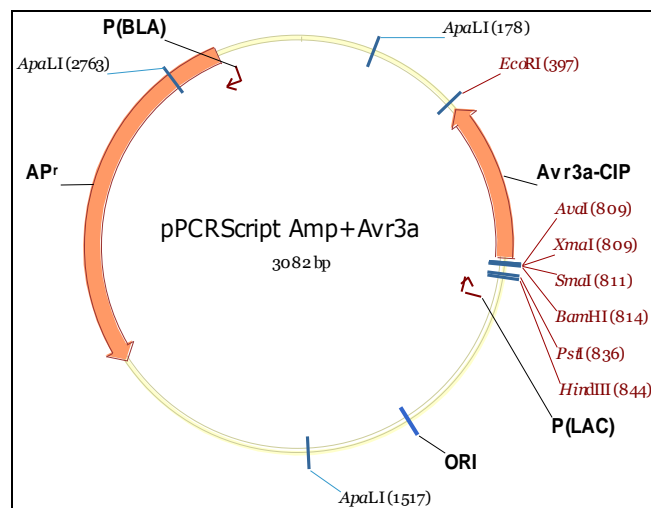 P(BLA)
ApaLI (178)
ApaLI (2763)
EcoRI (397)
APr
Avr3a-CIP
AvaI (809)
pPCRScript Amp+Avr3a
XmaI (809)
3082 bp
SmaI (811)
BamHI (814)
PstI (836)
HindIII (844)
P(LAC)
ORI
ApaLI (1517)